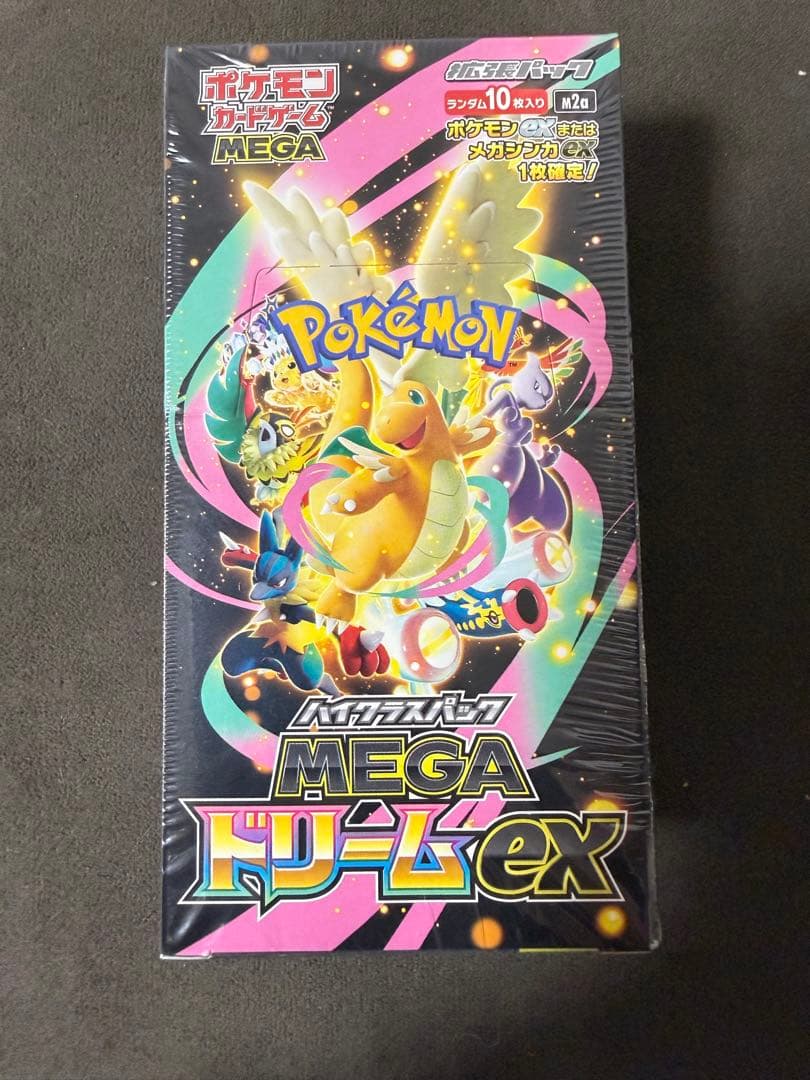 ポケモン
カードゲーム™
MEGA
拡張パック
ランダム10枚入り M2a
ポケモンexまたは
メガシンカex
1枚確定!
POKÉMON™
ハイクラスパック
MEGA
ドリームex